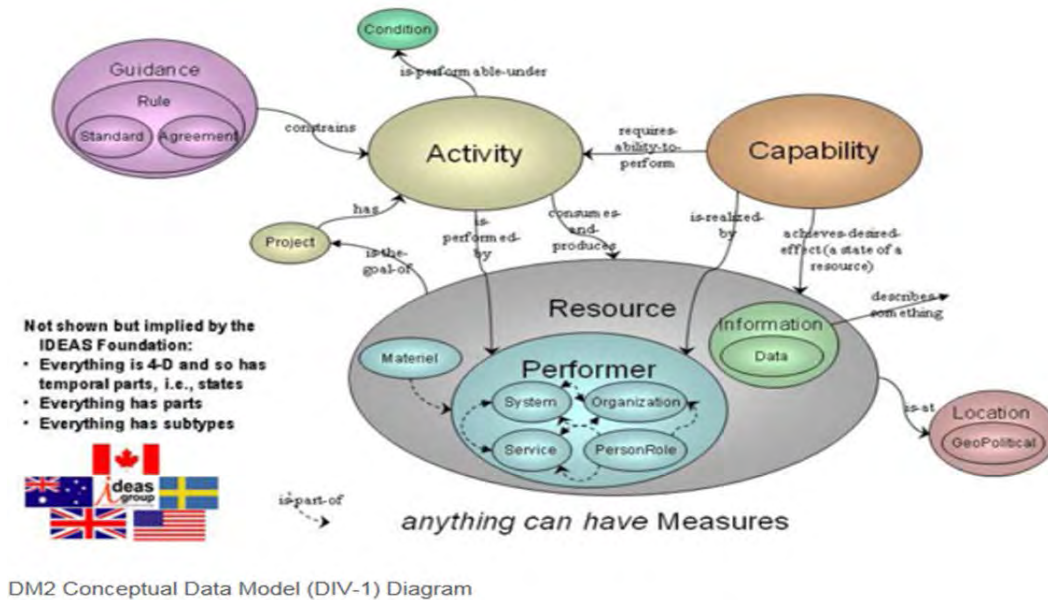 Condition
is-performable-under
Guidance
Rule
Standard
Agreement
constrains
Activity
requires-
ability-to-
perform
Capability
has
Project
is-the-
goal-of
is-
performed-
by
consumes-
and-
produces
is-realized-
by
achieves-desired-
effect(a state of a
resource)
Resource
describes-
something
Information
Data
Materiel
Performer
System
Organization
Service
PersonRole
is-at
Location
GeoPolitical
Not shown but implied by the
IDEAS Foundation:
• Everything is 4-D and so has
temporal parts, i.e., states
• Everything has parts
• Everything has subtypes
ideas
group
is-part-of
anything can have Measures
DM2 Conceptual Data Model (DIV-1) Diagram